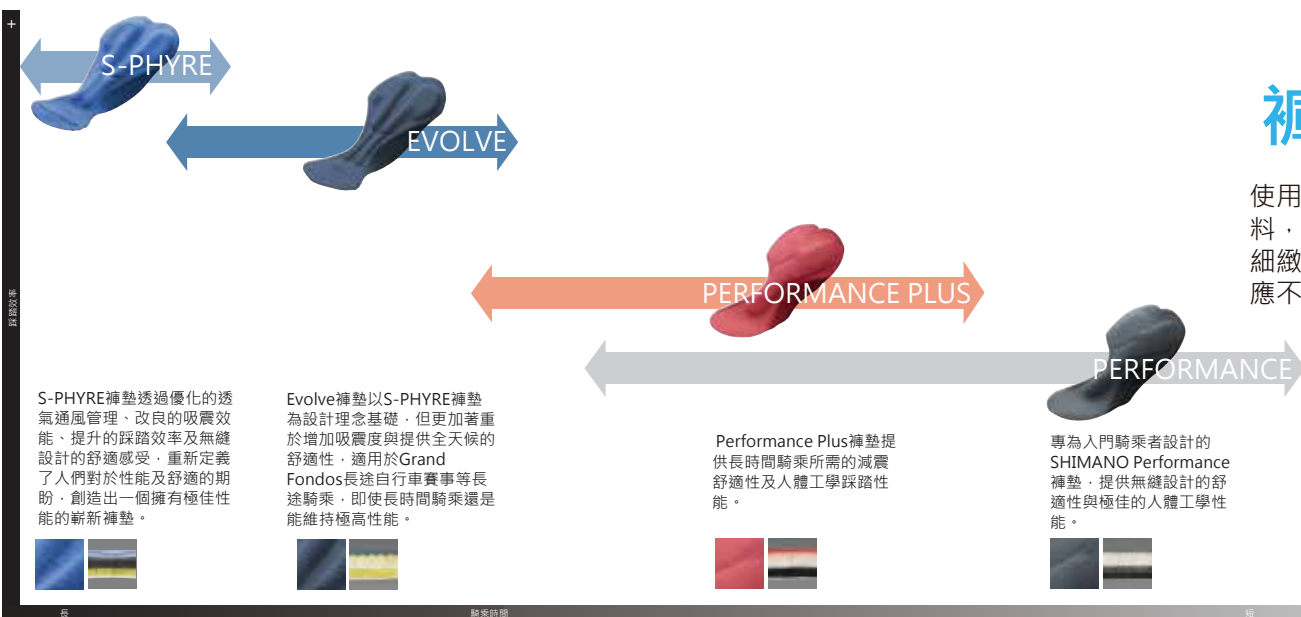 +
S-PHYRE
EVOLVE
褲
使用
料，
細緻
應不
PERFORMANCE PLUS
踩踏效率
PERFORMANCE
S-PHYRE褲墊透過優化的透
氣通風管理、改良的吸震效
能、提升的踩踏效率及無縫
設計的舒適感受，重新定義
了人們對於性能及舒適的期
盼，創造出一個擁有極佳性
能的嶄新褲墊。
Evolve褲墊以S-PHYRE褲墊
為設計理念基礎，但更加著重
於增加吸震度與提供全天候的
舒適性，適用於Grand
Fondos長途自行車賽事等長
途騎乘，即使長時間騎乘還是
能維持極高性能。
Performance Plus褲墊提
供長時間騎乘所需的減震
舒適性及人體工學踩踏性
能。
專為入門騎乘者設計的
SHIMANO Performance
褲墊，提供無縫設計的舒
適性與極佳的人體工學性
能。
長
騎乘時間
短